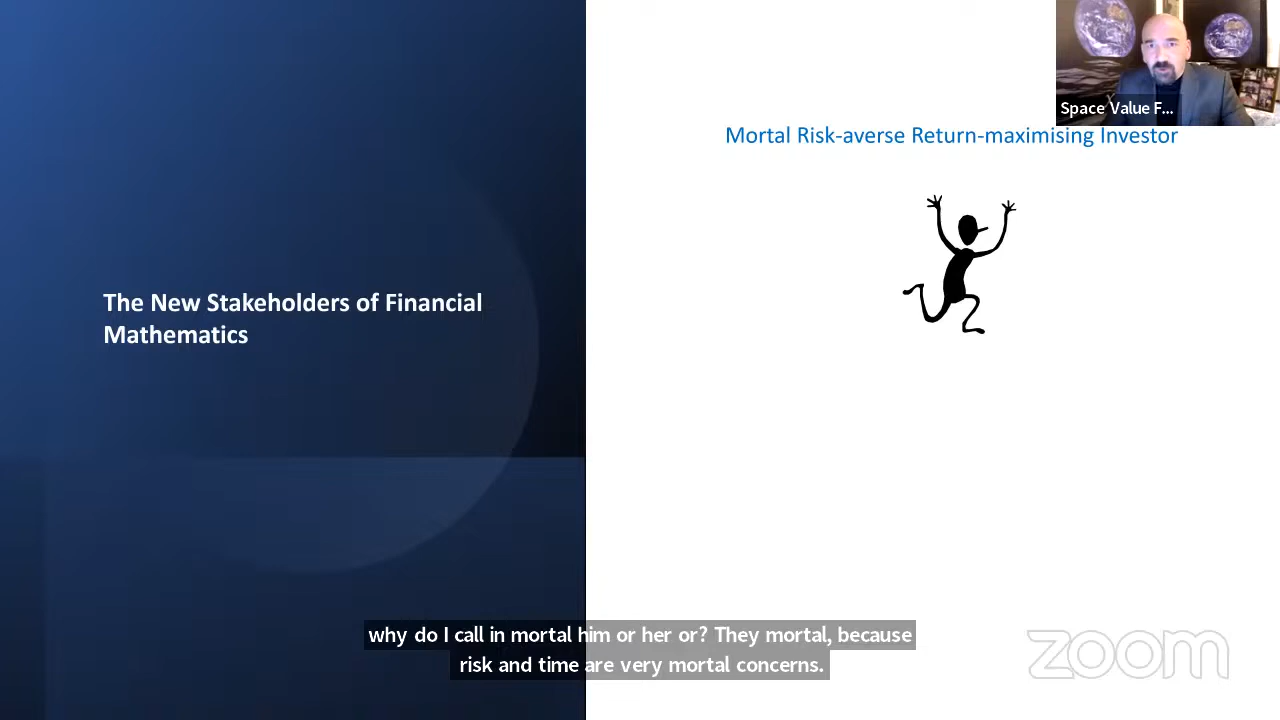 Space Value F...
Mortal Risk-averse Return-maximising Investor
The New Stakeholders of Financial
Mathematics
why do I call in mortal him or her or? They mortal, because
risk and time are very mortal concerns.
zoom